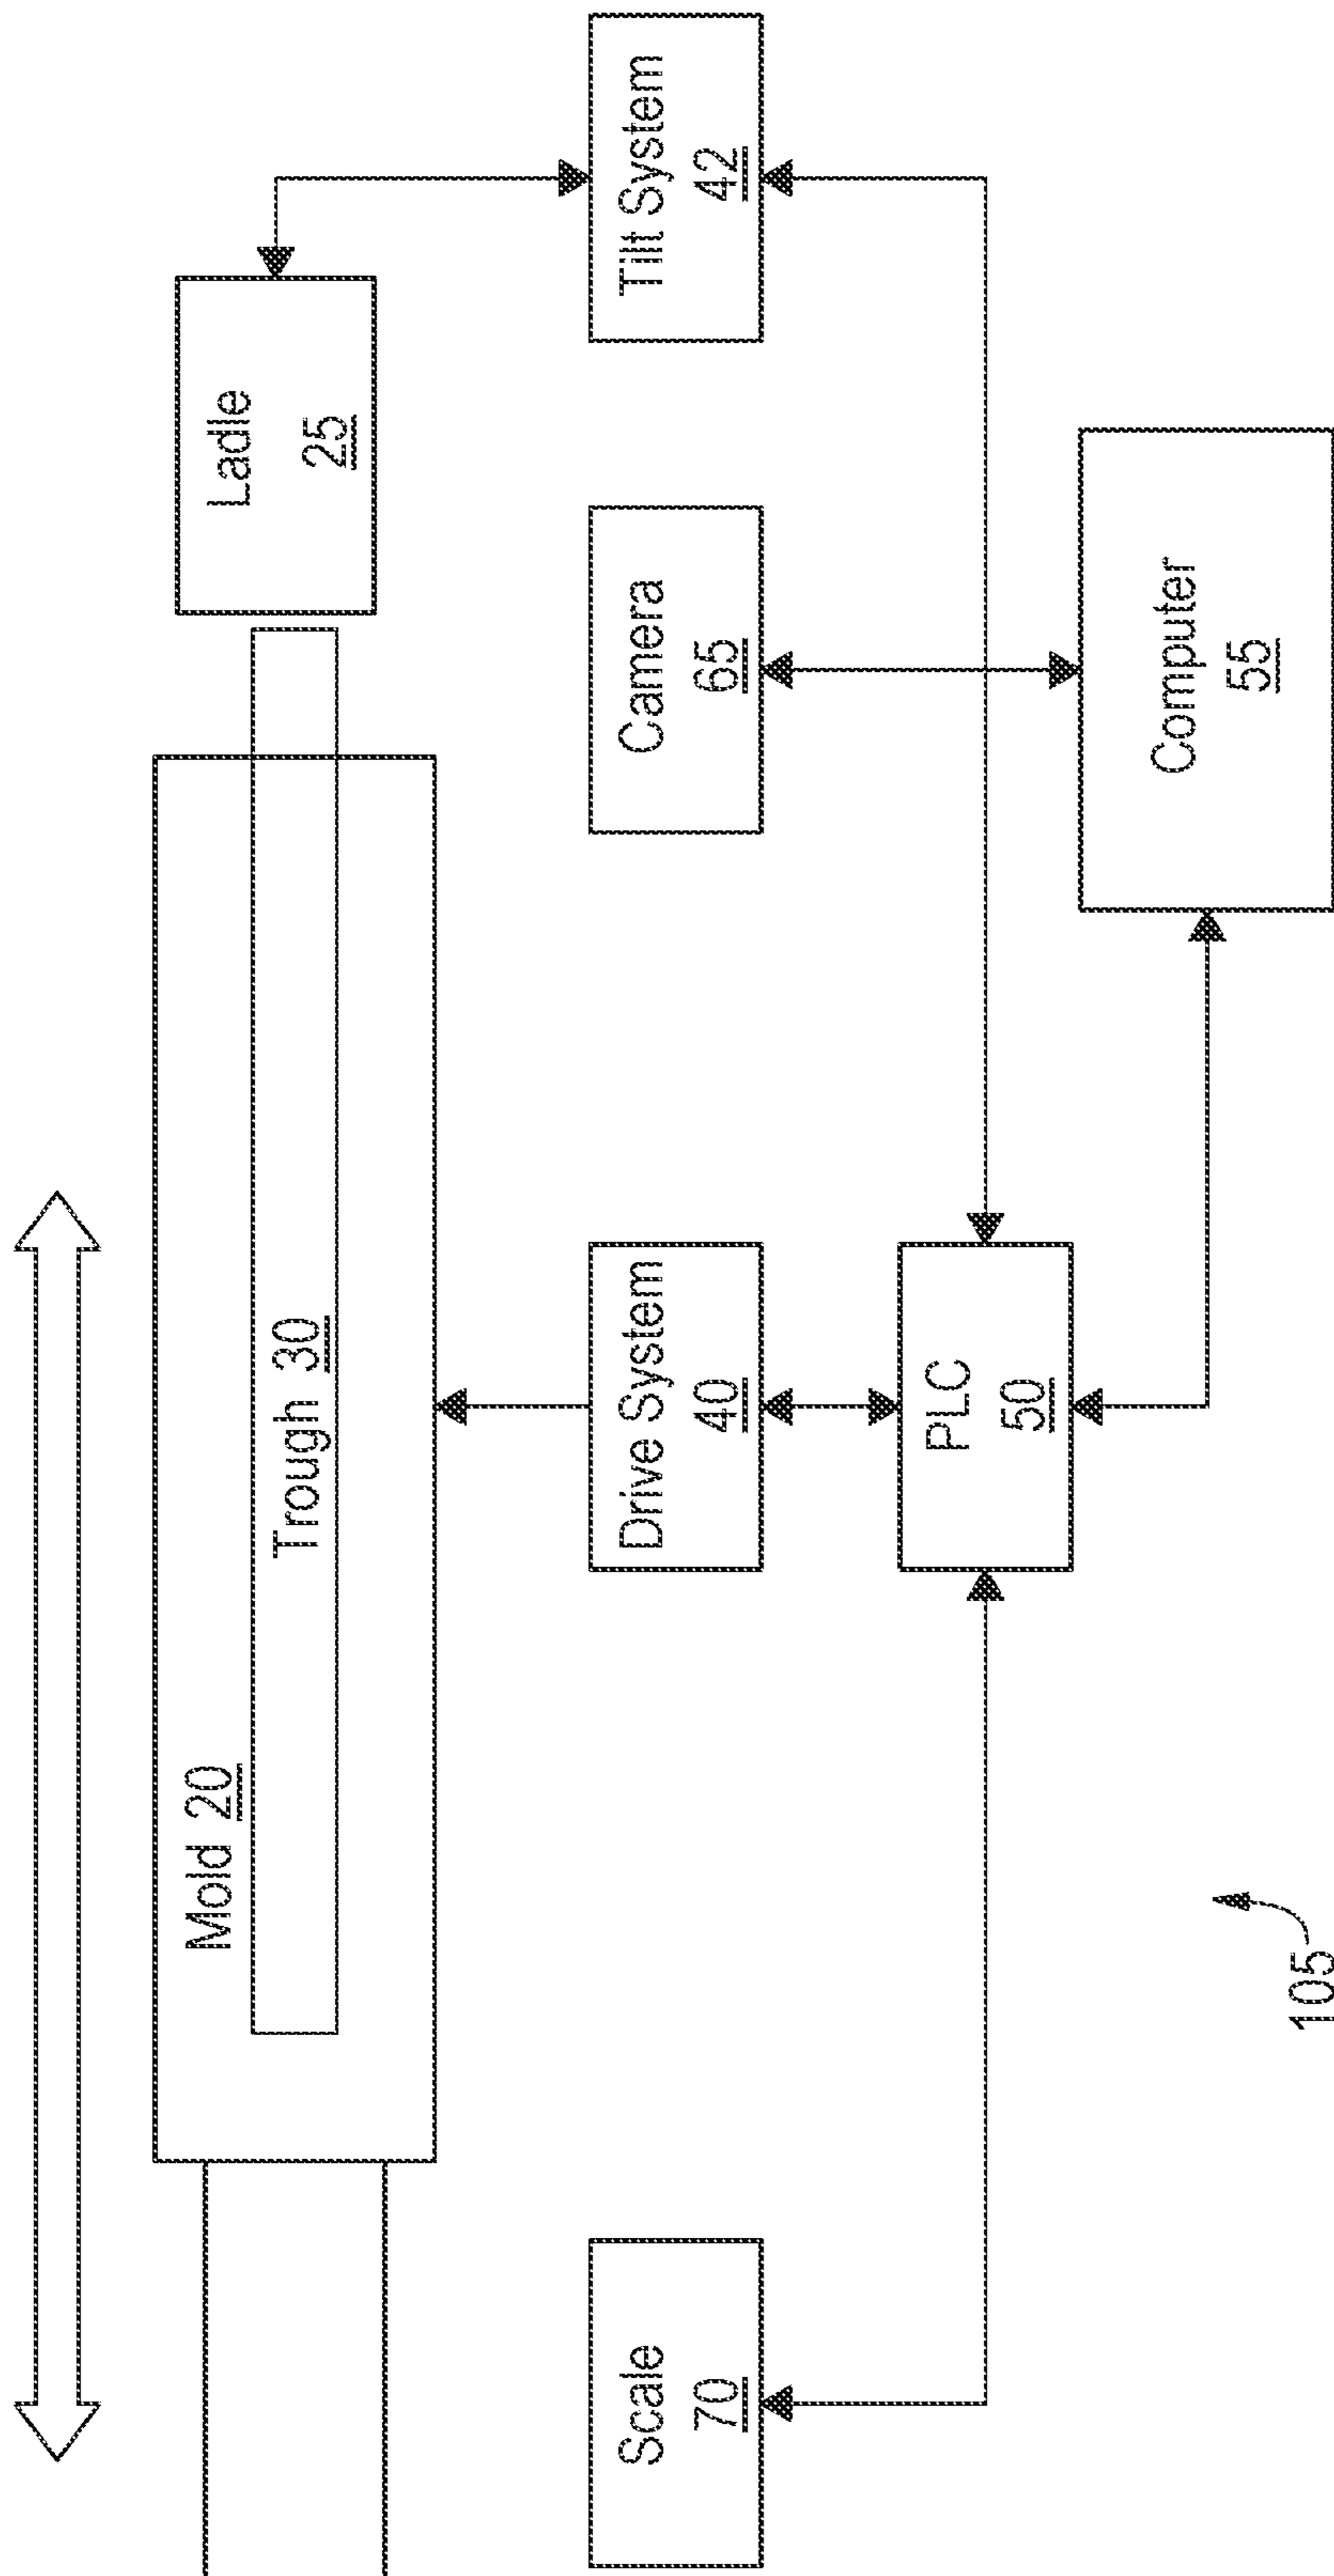 Mold 20
Trough 30
Ladle
25
Scale
70
Drive System
40
Camera
65
Tilt System
42
PLC
50
Computer
55
105